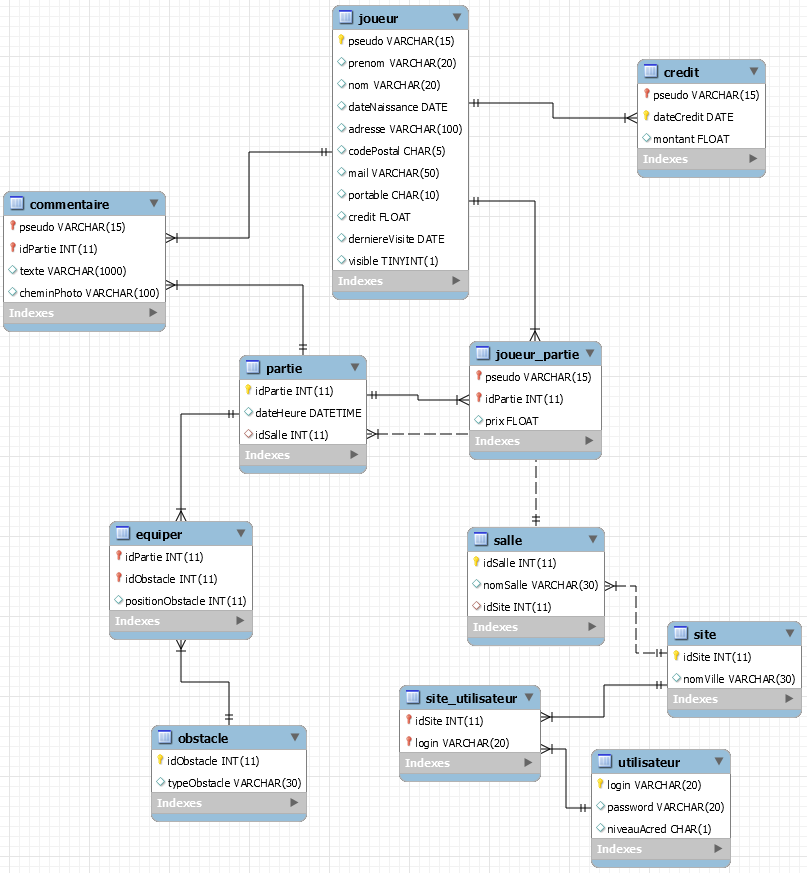 joueur
pseudo VARCHAR(15)
prenom VARCHAR(20)
nom VARCHAR(20)
dateNaissance DATE
adresse VARCHAR(100)
codePostal CHAR(5)
mail VARCHAR(50)
portable CHAR(10)
credit FLOAT
derniereVisite DATE
visible TINYINT(1)
Indexes
credit
pseudo VARCHAR(15)
dateCredit DATE
montant FLOAT
Indexes
commentaire
pseudo VARCHAR(15)
idPartie INT(11)
texte VARCHAR(1000)
cheminPhoto VARCHAR(100)
Indexes
partie
idPartie INT(11)
dateHeure DATETIME
idSalle INT(11)
Indexes
joueur_partie
pseudo VARCHAR(15)
idPartie INT(11)
prix FLOAT
Indexes
equiper
idPartie INT(11)
idObstacle INT(11)
positionObstacle INT(11)
Indexes
salle
idSalle INT(11)
nomSalle VARCHAR(30)
idSite INT(11)
Indexes
site
idSite INT(11)
nomVille VARCHAR(30)
Indexes
site_utilisateur
idSite INT(11)
login VARCHAR(20)
Indexes
obstacle
idObstacle INT(11)
typeObstacle VARCHAR(30)
Indexes
utilisateur
login VARCHAR(20)
password VARCHAR(20)
niveauAcred CHAR(1)
Indexes